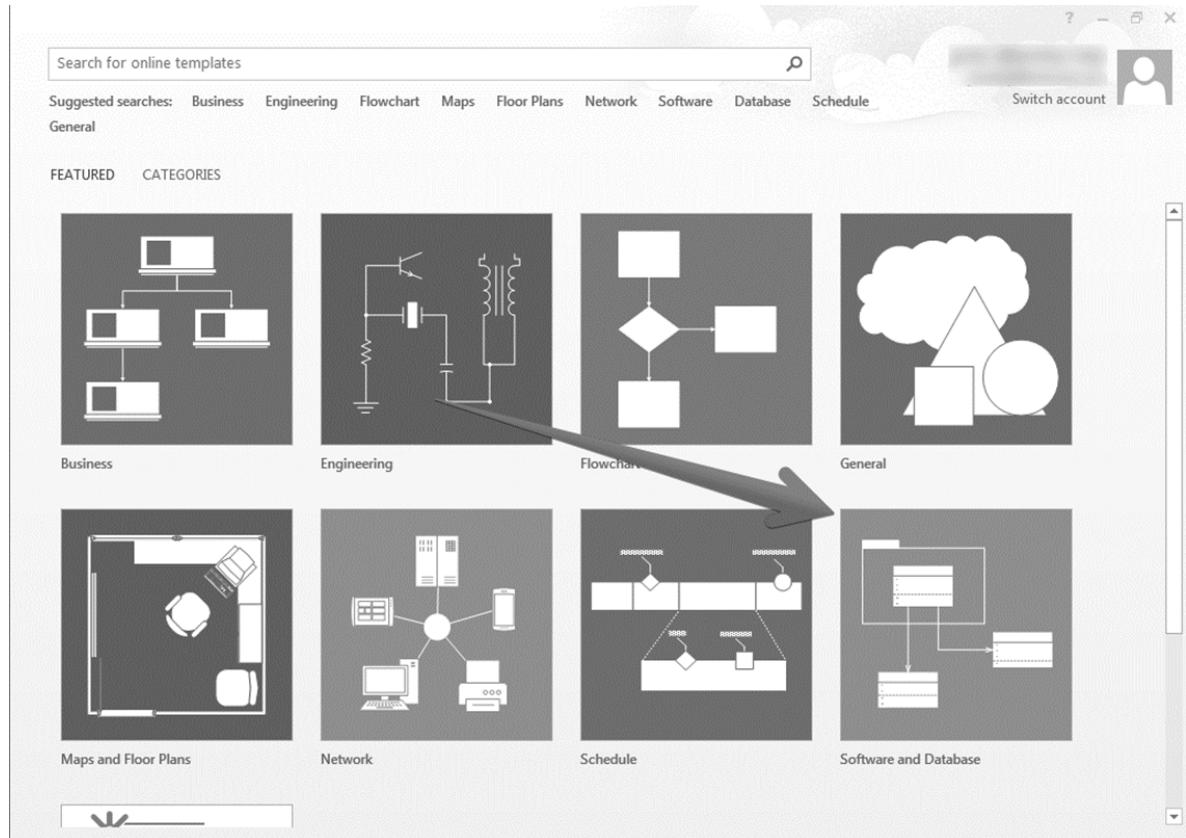 ?
Search for online templates
Suggested searches: Business Engineering Flowchart Maps Floor Plans Network Software Database Schedule
General
Switch account
FEATURED CATEGORIES
Business Engineering Flowchart General
Maps and Floor Plans Network Schedule Software and Database